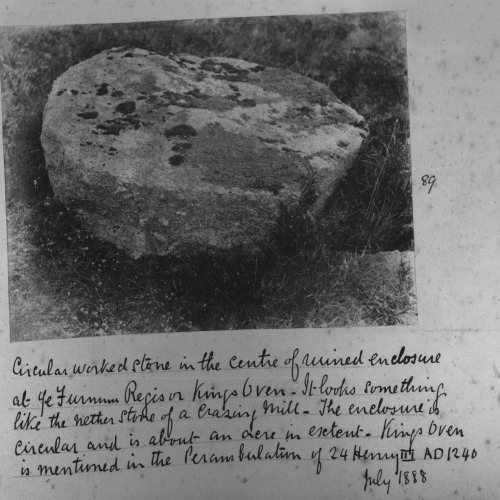 89
Circular worked stone in the centre of ruined enclosure
at ye Furnum Regis or Kings Oven. It looks something
like the nether stone of a Crazing Mill. The enclosure is
circular and is about an acre in extent. Kings Oven
is mentioned in the Perambulation of 24 Henry III AD 1240
July 1888